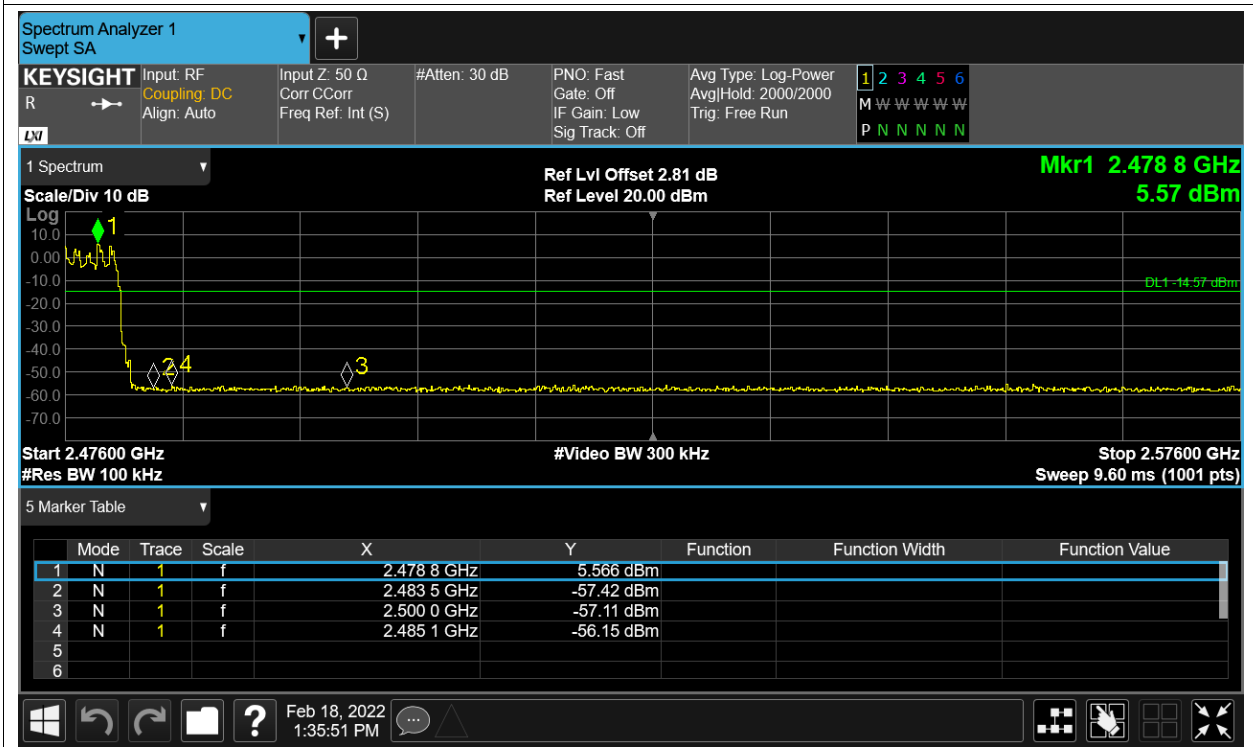 Spectrum Analyzer 1
Swept SA
+
KEYSIGHT Input: RF Input Z: 50 Ω #Atten: 30 dB PNO: Fast Avg Type: Log-Power 1 2 3 4 5 6
R Coupling: DC Corr CCorr Gate: Off Avg|Hold: 2000/2000 M W W W W W W
Align: Auto Freq Ref: Int (S) IF Gain: Low Trig: Free Run
LXI Sig Track: Off P N N N N N N
1 Spectrum Ref Lvl Offset 2.81 dB Mkr1 2.478 8 GHz
Scale/Div 10 dB Ref Level 20.00 dBm 5.57 dBm
Log
1
10.0
0.00
-10.0
DL1 -14.57 dBm
-20.0
-30.0
-40.0
2 4 3
-50.0
-60.0
-70.0
Start 2.47600 GHz #Video BW 300 kHz Stop 2.57600 GHz
#Res BW 100 kHz Sweep 9.60 ms (1001 pts)
5 Marker Table
Mode Trace Scale X Y Function Function Width Function Value
1 N 1 f 2.478 8 GHz 5.566 dBm
2 N 1 f 2.483 5 GHz -57.42 dBm
3 N 1 f 2.500 0 GHz -57.11 dBm
4 N 1 f 2.485 1 GHz -56.15 dBm
5
6
? Feb 18, 2022
1:35:51 PM